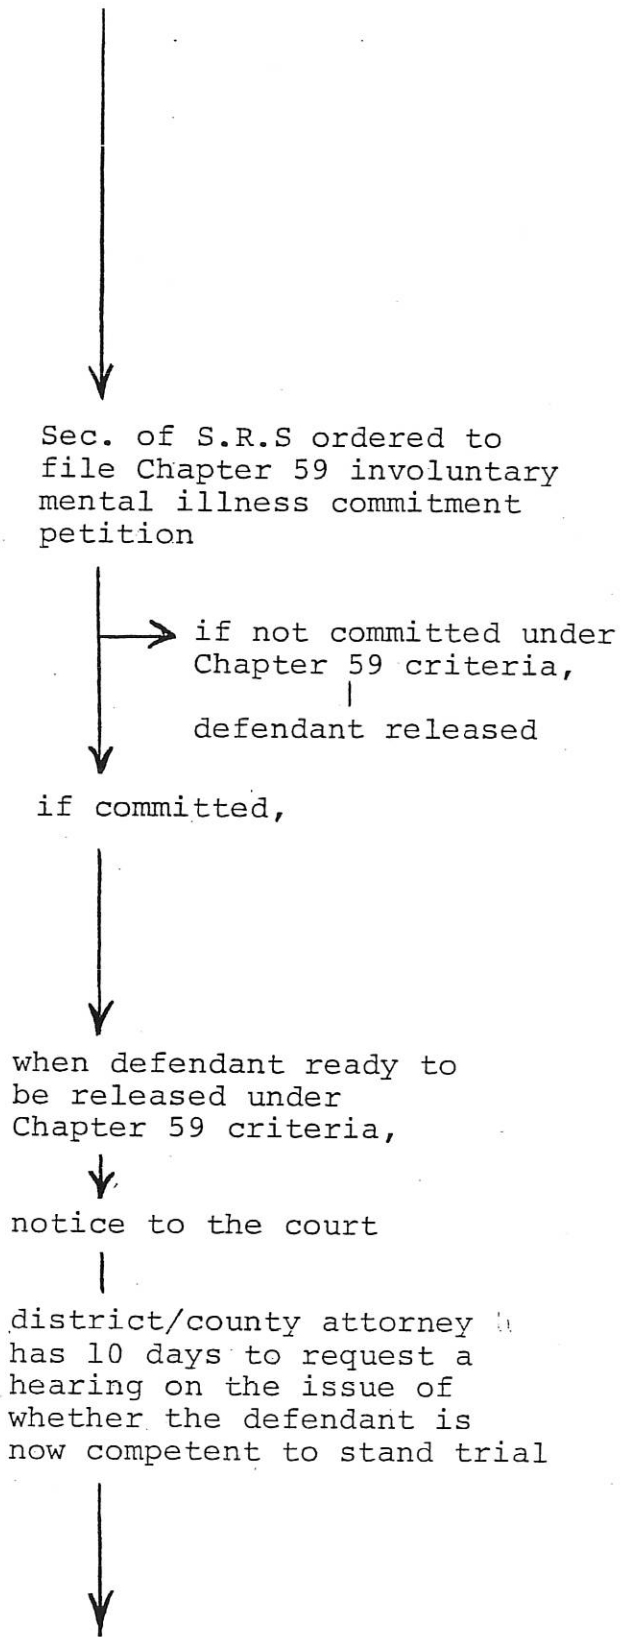 Sec. of S.R.S ordered to
file Chapter 59 involuntary
mental illness commitment
petition
if not committed under
Chapter 59 criteria,
defendant released
if committed,
when defendant ready to
be released under
Chapter 59 criteria,
notice to the court
district/county attorney
has 10 days to request a
hearing on the issue of
whether the defendant is
now competent to stand trial